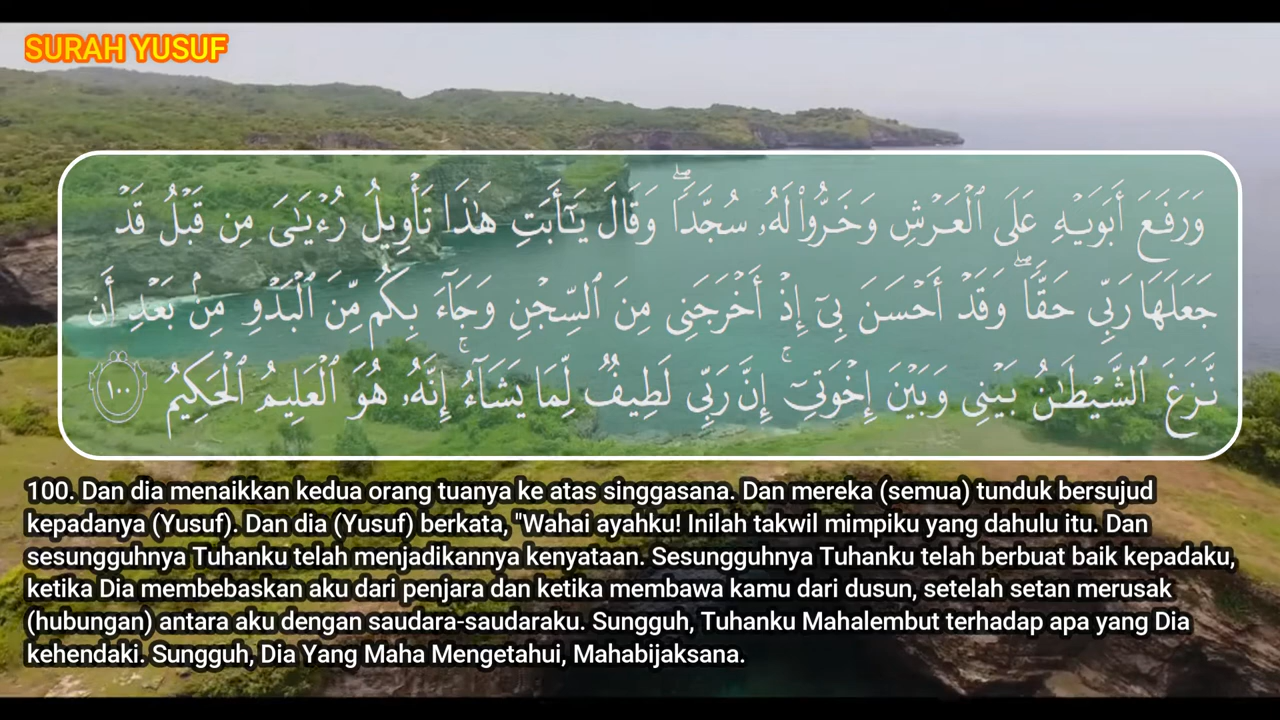 SURAH YUSUF
وَرَفَعَ أَبَوَيْهِ عَلَى ٱلْعَرْشِ وَخَرُّوا۟ لَهُۥ سُجَّدًۭا ۖ وَقَالَ يَـٰٓأَبَتِ هَـٰذَا تَأْوِيلُ رُءْيَـٰىَ مِن قَبْلُ قَدْ
جَعَلَهَا رَبِّى حَقًّۭا ۖ وَقَدْ أَحْسَنَ بِىٓ إِذْ أَخْرَجَنِى مِنَ ٱلسِّجْنِ وَجَآءَ بِكُم مِّنَ ٱلْبَدْوِ مِنۢ بَعْدِ أَن
نَّزَغَ ٱلشَّيْطَـٰنُ بَيْنِى وَبَيْنَ إِخْوَتِىٓ ۚ إِنَّ رَبِّى لَطِيفٌۭ لِّمَا يَشَآءُ ۚ إِنَّهُۥ هُوَ ٱلْعَلِيمُ ٱلْحَكِيمُ ١٠٠
100. Dan dia menaikkan kedua orang tuanya ke atas singgasana. Dan mereka (semua) tunduk bersujud
kepadanya (Yusuf). Dan dia (Yusuf) berkata, "Wahai ayahku! Inilah takwil mimpiku yang dahulu itu. Dan
sesungguhnya Tuhanku telah menjadikannya kenyataan. Sesungguhnya Tuhanku telah berbuat baik kepadaku,
ketika Dia membebaskan aku dari penjara dan ketika membawa kamu dari dusun, setelah setan merusak
(hubungan) antara aku dengan saudara-saudaraku. Sungguh, Tuhanku Mahalembut terhadap apa yang Dia
kehendaki. Sungguh, Dia Yang Maha Mengetahui, Mahabijaksana.